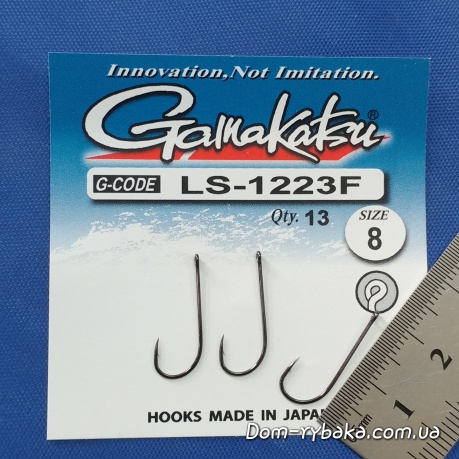 Innovation, Not Imitation.
Gamakatsu®
G-CODE LS-1223F
Qty. 13
SIZE
8
2
1
HOOKS MADE IN JAPAN
Dom-rybaka.com.ua